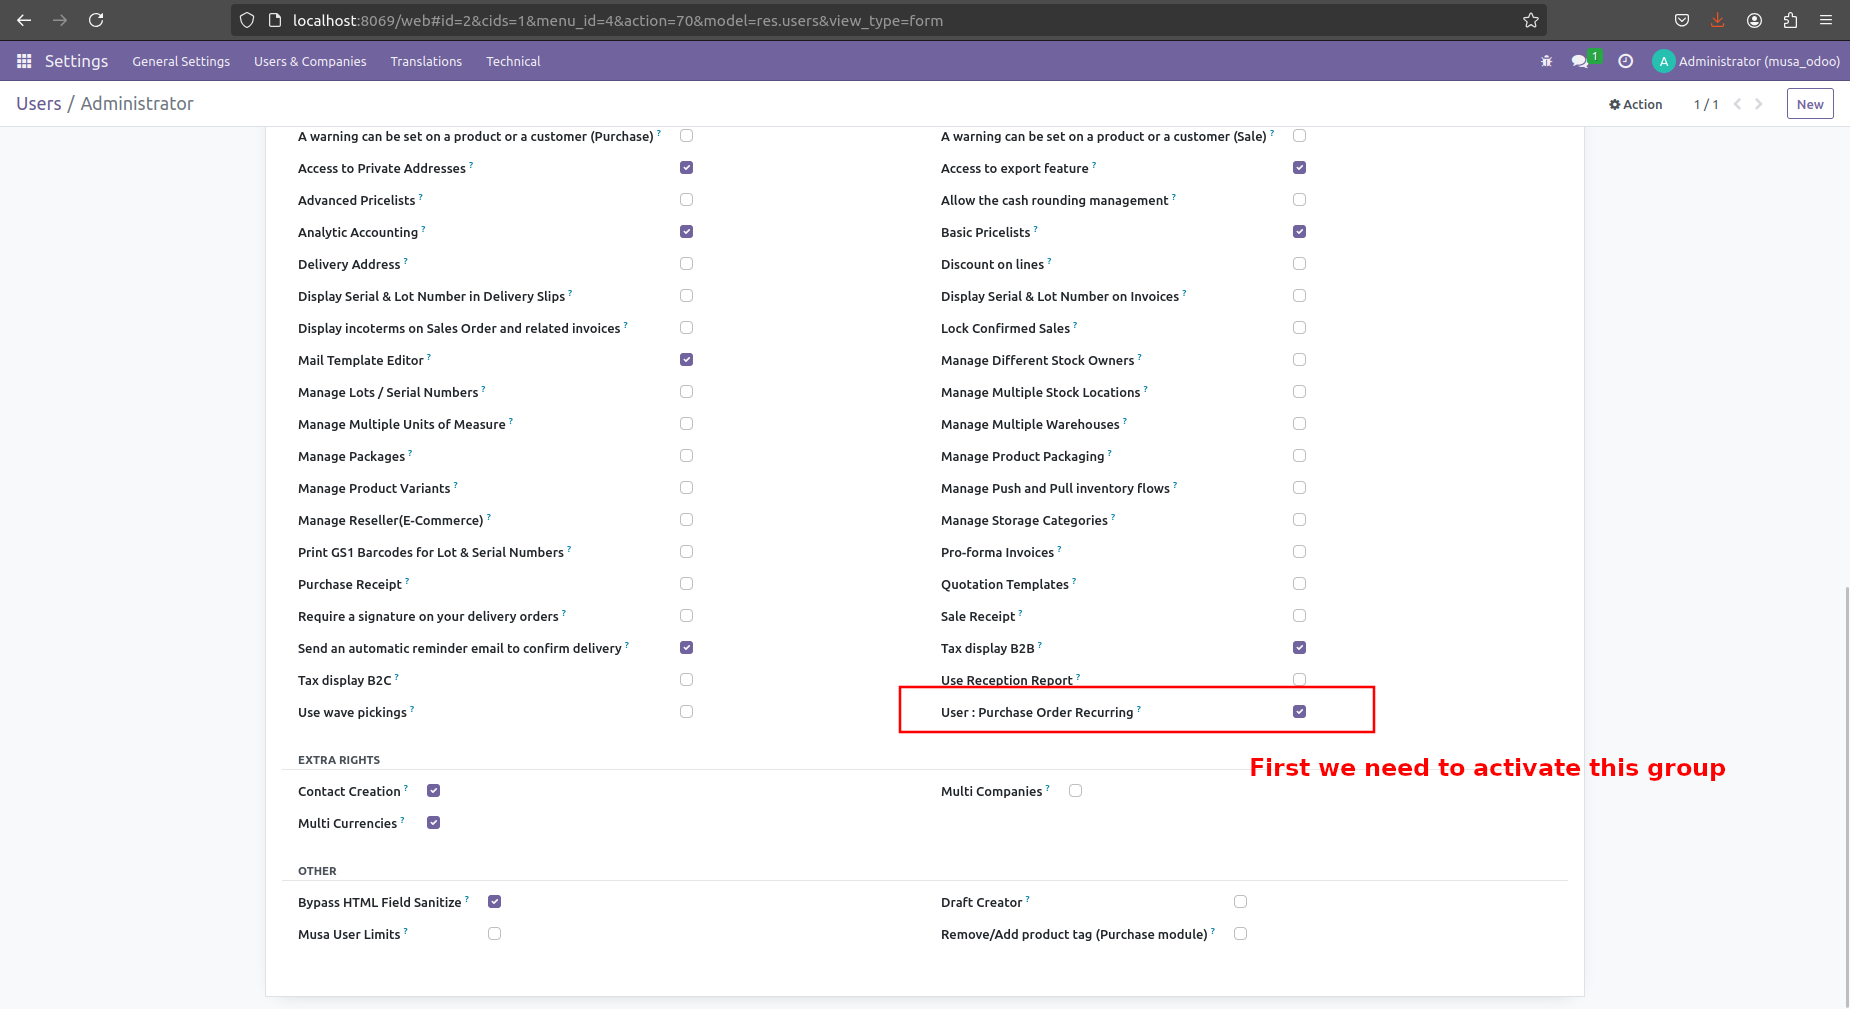 localhost:8069/web#id=2&cids=1&menu_id=4&action=70&model=res.users&view_type=form
Settings General Settings Users & Companies Translations Technical 1 A Administrator (musa_odoo)
Users / Administrator Action 1 / 1 New
A warning can be set on a product or a customer (Purchase) ? A warning can be set on a product or a customer (Sale) ?
Access to Private Addresses ? Access to export feature ?
Advanced Pricelists ? Allow the cash rounding management ?
Analytic Accounting ? Basic Pricelists ?
Delivery Address ? Discount on lines ?
Display Serial & Lot Number in Delivery Slips ? Display Serial & Lot Number on Invoices ?
Display incoterms on Sales Order and related invoices ? Lock Confirmed Sales ?
Mail Template Editor ? Manage Different Stock Owners ?
Manage Lots / Serial Numbers ? Manage Multiple Stock Locations ?
Manage Multiple Units of Measure ? Manage Multiple Warehouses ?
Manage Packages ? Manage Product Packaging ?
Manage Product Variants ? Manage Push and Pull inventory flows ?
Manage Reseller(E-Commerce) ? Manage Storage Categories ?
Print GS1 Barcodes for Lot & Serial Numbers ? Pro-forma Invoices ?
Purchase Receipt ? Quotation Templates ?
Require a signature on your delivery orders ? Sale Receipt ?
Send an automatic reminder email to confirm delivery ? Tax display B2B ?
Tax display B2C ? Use Reception Report ?
Use wave pickings ? User : Purchase Order Recurring ?
EXTRA RIGHTS
First we need to activate this group
Contact Creation ? Multi Companies ?
Multi Currencies ?
OTHER
Bypass HTML Field Sanitize ? Draft Creator ?
Musa User Limits ? Remove/Add product tag (Purchase module) ?